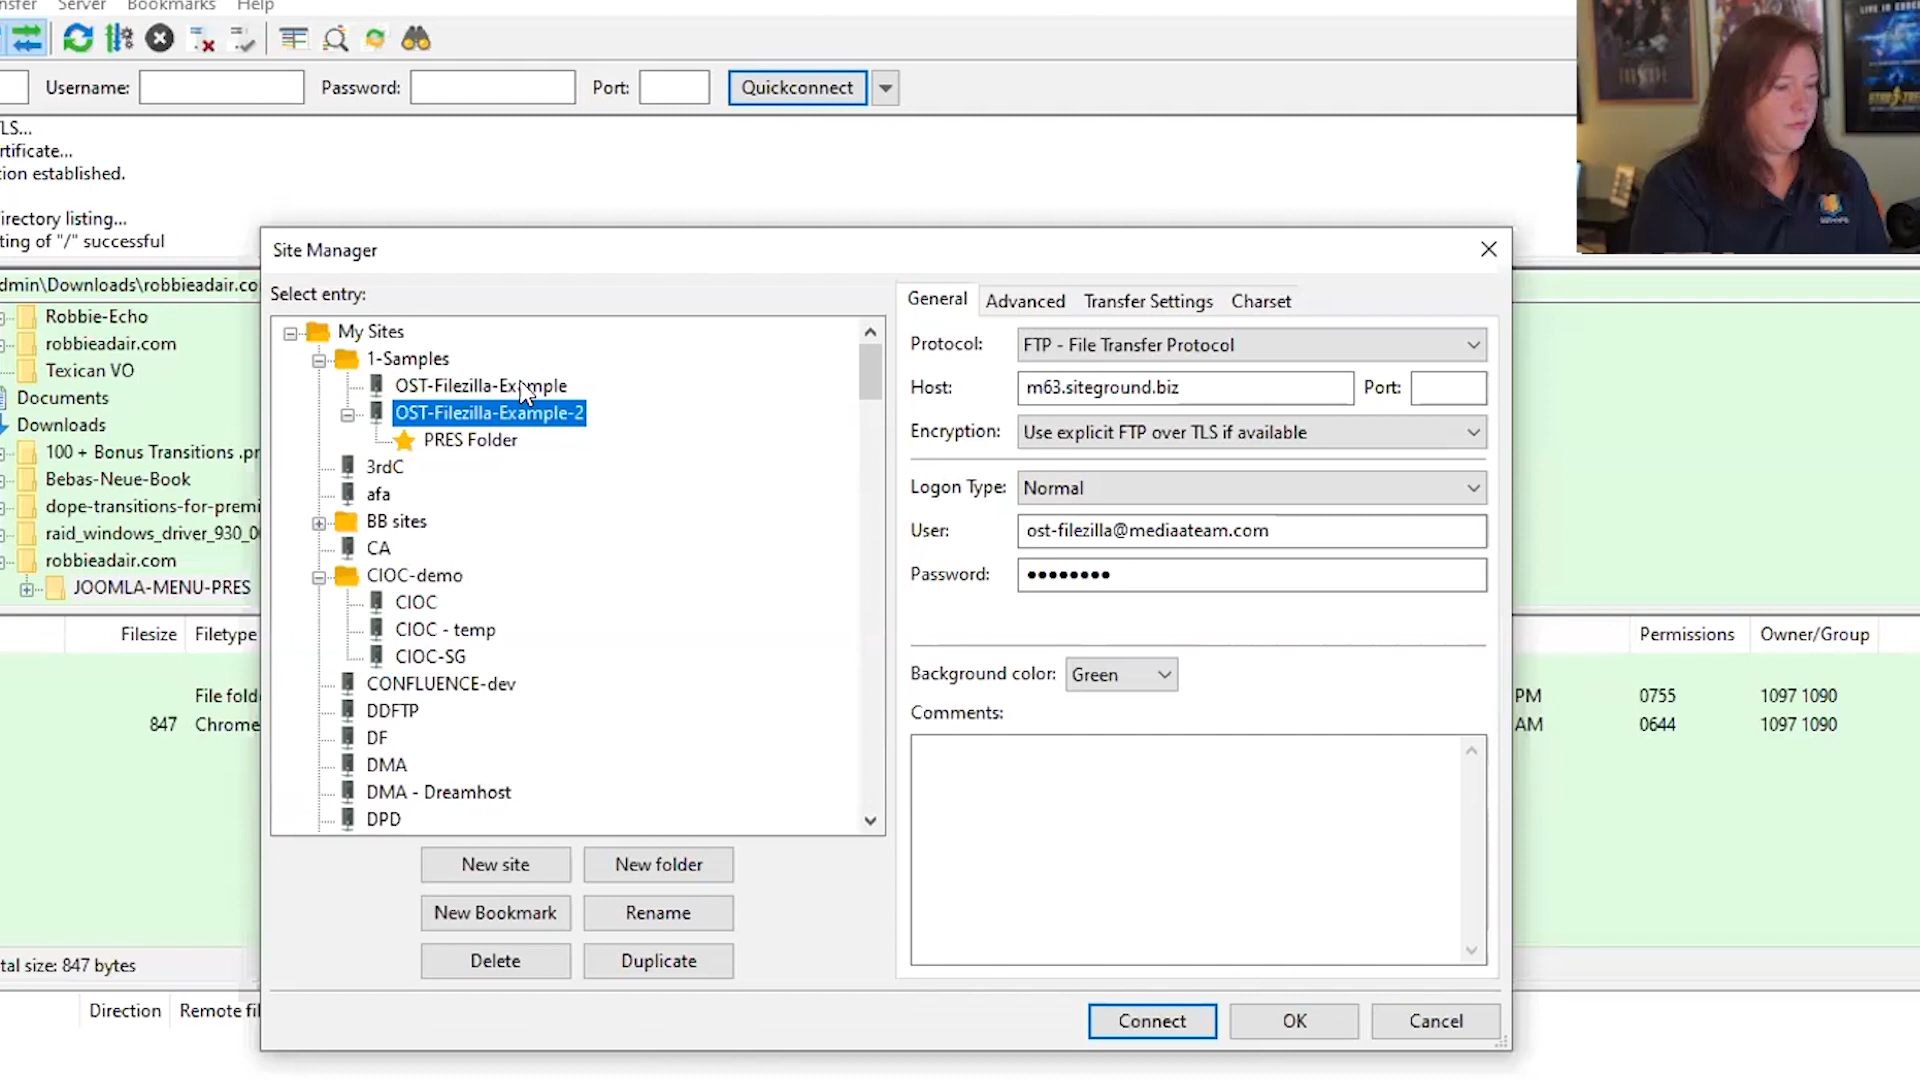 nsfer Server Bookmarks Help
Username: Password: Port: Quickconnect
TLS...
rtificate...
tion established.
irectory listing...
ting of "/" successful
dmin\Downloads\robbieadair.co
Robbie-Echo
robbieadair.com
Texican VO
Documents
Downloads
100 + Bonus Transitions .pr
Bebas-Neue-Book
dope-transitions-for-premi
raid_windows_driver_930_0
robbieadair.com
JOOMLA-MENU-PRES
Filesize Filetype
File fold
847 Chrome
tal size: 847 bytes
Direction Remote fil
Site Manager
Select entry:
My Sites
1-Samples
OST-Filezilla-Example
OST-Filezilla-Example-2
PRES Folder
3rdC
afa
BB sites
CA
CIOC-demo
CIOC
CIOC - temp
CIOC-SG
CONFLUENCE-dev
DDFTP
DF
DMA
DMA - Dreamhost
DPD
New site New folder
New Bookmark Rename
Delete Duplicate
General Advanced Transfer Settings Charset
Protocol: FTP - File Transfer Protocol
Host: m63.siteground.biz Port:
Encryption: Use explicit FTP over TLS if available
Logon Type: Normal
User: ost-filezilla@mediaateam.com
Password: ••••••••
Background color: Green
Comments:
Connect OK Cancel
Permissions Owner/Group
PM 0755 1097 1090
AM 0644 1097 1090
LIVE IN CONCE
STAR TREK